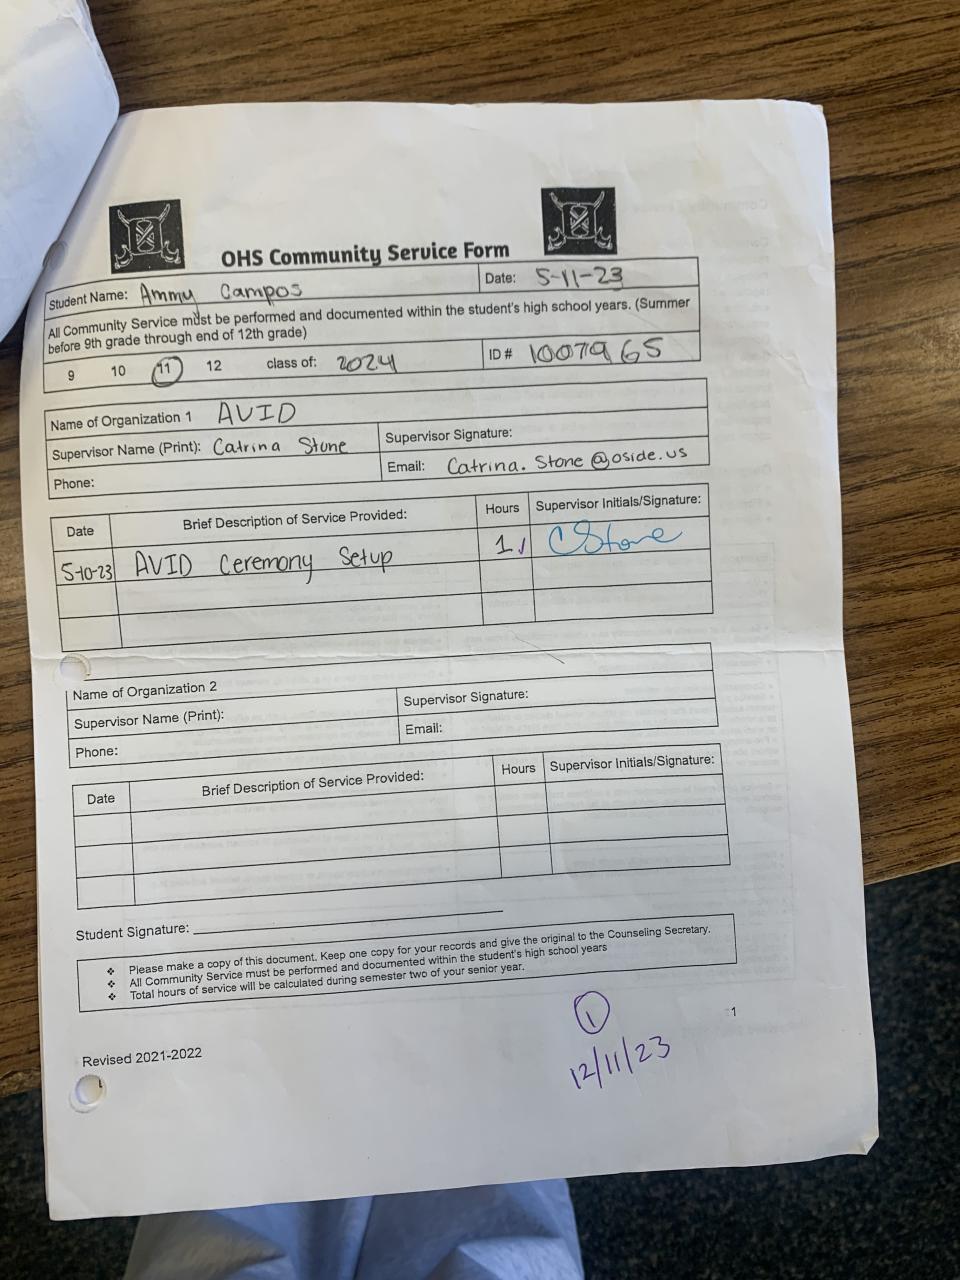 OHS Community Service Form
Student Name: Ammy Campos
Date: 5-11-23
All Community Service must be performed and documented within the student's high school years. (Summer
before 9th grade through end of 12th grade)
9 10 11 12 class of: 2024
ID # 1007965
Name of Organization 1 AVID
Supervisor Name (Print): Catrina Stone
Supervisor Signature:
Phone:
Email: Catrina.Stone@oside.us
Date Brief Description of Service Provided: Hours Supervisor Initials/Signature:
5-10-23 AVID Ceremony Setup 1 CStone
Name of Organization 2
Supervisor Name (Print):
Supervisor Signature:
Phone:
Email:
Date Brief Description of Service Provided: Hours Supervisor Initials/Signature:
Student Signature:
❖ Please make a copy of this document. Keep one copy for your records and give the original to the Counseling Secretary.
❖ All Community Service must be performed and documented within the student's high school years
❖ Total hours of service will be calculated during semester two of your senior year.
1
1
12/11/23
Revised 2021-2022